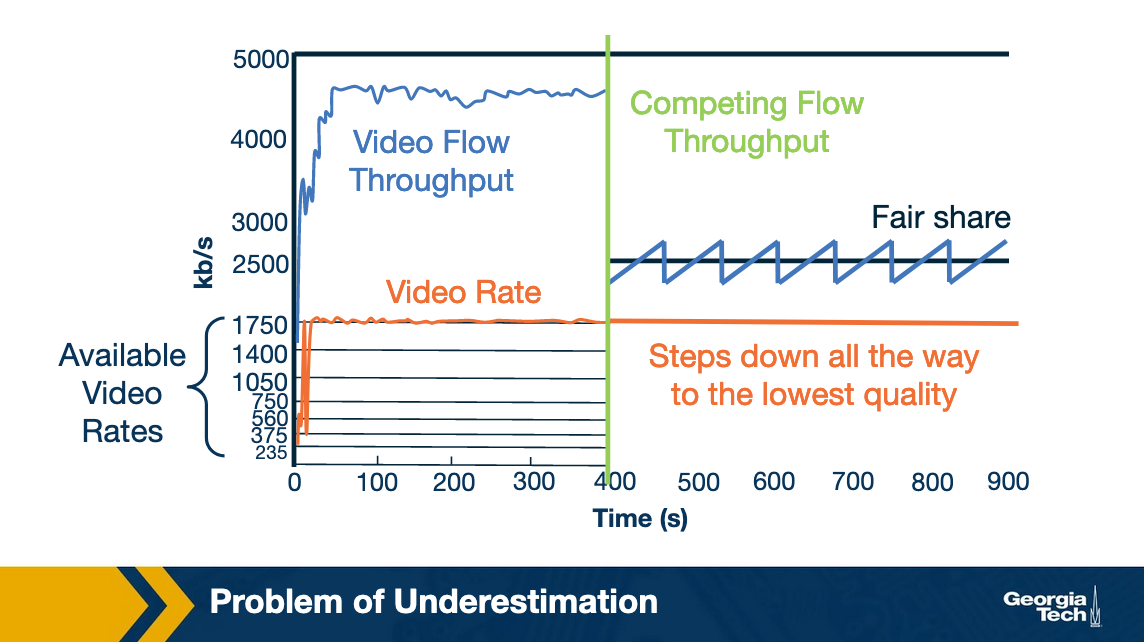 5000
4000
3000
2500
1750
1400
1050
750
560
375
235
kb/s
Available
Video
Rates
Video Flow
Throughput
Video Rate
Competing Flow
Throughput
Fair share
Steps down all the way
to the lowest quality
0 100 200 300 400 500 600 700 800 900
Time (s)
Problem of Underestimation
Georgia
Tech